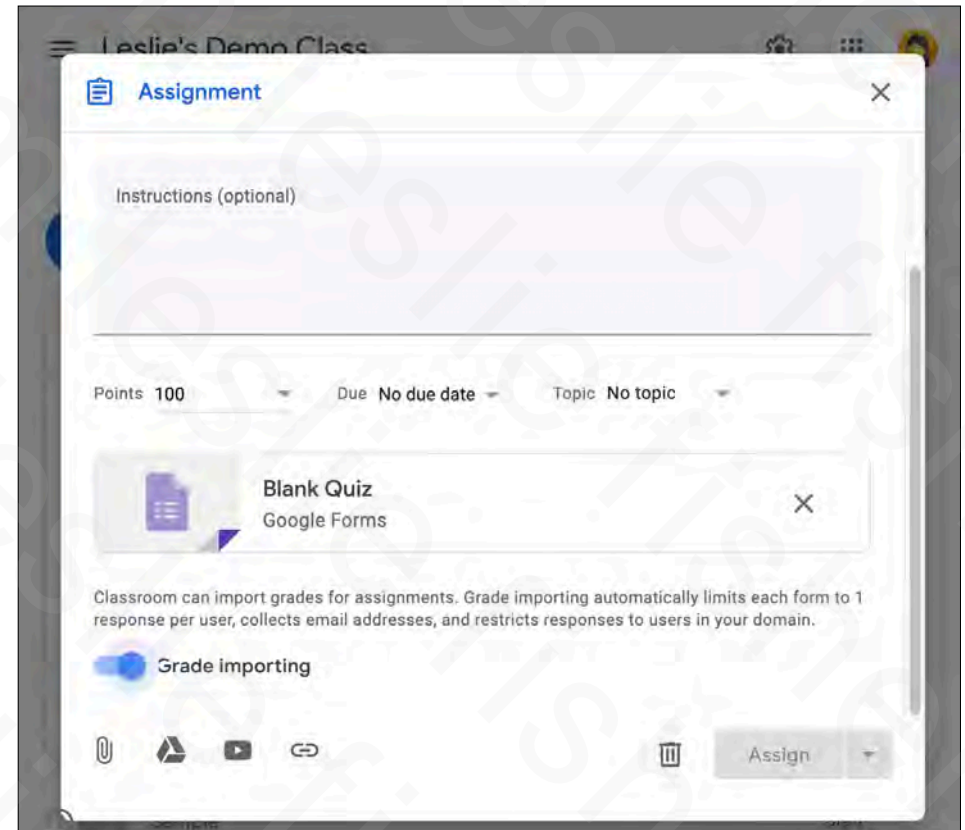 Leslie's Demo Class
Assignment
Instructions (optional)
Points 100 Due No due date Topic No topic
Blank Quiz
Google Forms
Classroom can import grades for assignments. Grade importing automatically limits each form to 1
response per user, collects email addresses, and restricts responses to users in your domain.
Grade importing
Assign